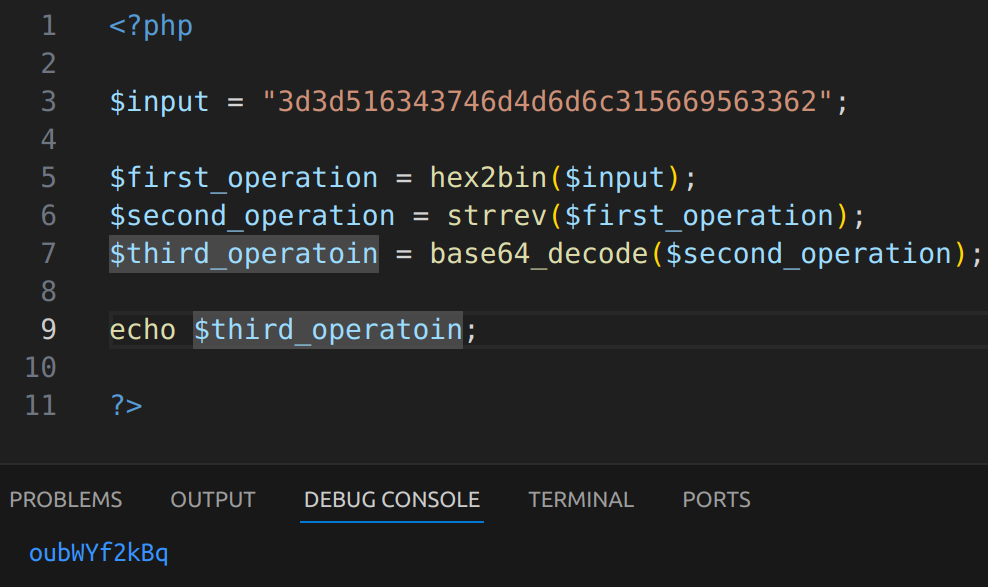 1 <?php
2
3 $input = "3d3d516343746d4d6d6c315669563362";
4
5 $first_operation = hex2bin($input);
6 $second_operation = strrev($first_operation);
7 $third_operatoin = base64_decode($second_operation);
8
9 echo $third_operatoin;
10
11 ?>
PROBLEMS OUTPUT DEBUG CONSOLE TERMINAL PORTS
oubWYf2kBq